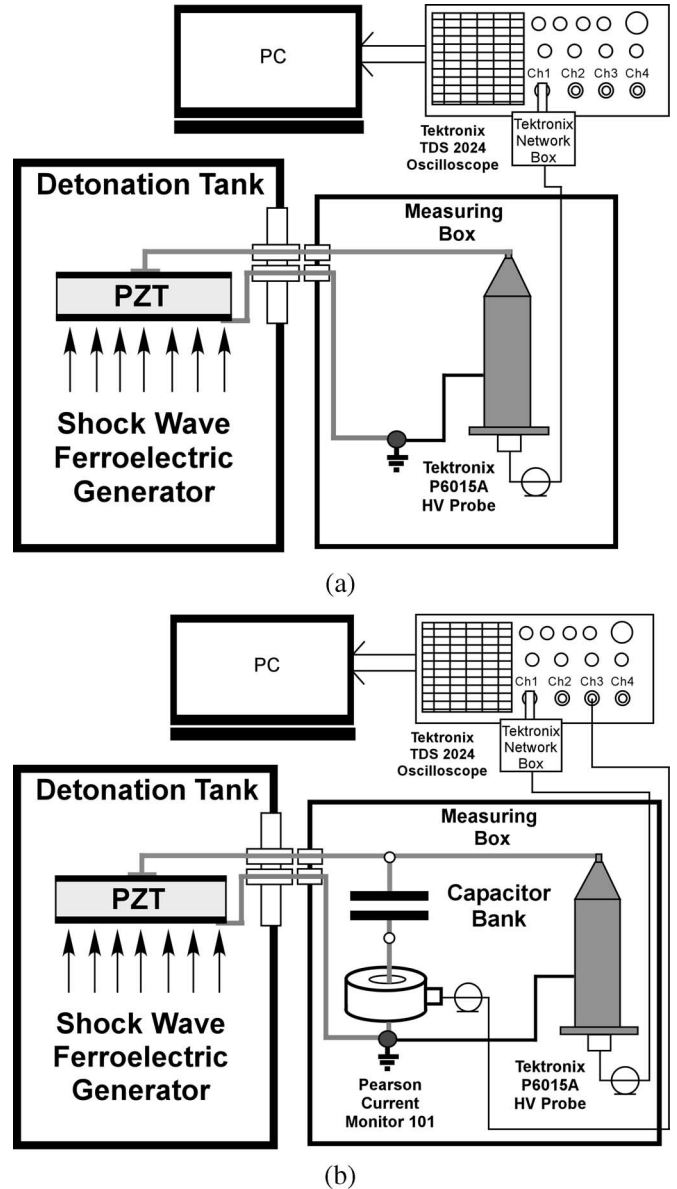 PC
Ch1 Ch2 Ch3 Ch4
Tektronix
TDS 2024
Oscilloscope
Tektronix
Network
Box
Detonation Tank
Measuring
Box
PZT
Shock Wave
Ferroelectric
Generator
Tektronix
P6015A
HV Probe
(a)
PC
Ch1 Ch2 Ch3 Ch4
Tektronix
TDS 2024
Oscilloscope
Tektronix
Network
Box
Detonation Tank
Measuring
Box
PZT
Capacitor
Bank
Shock Wave
Ferroelectric
Generator
Pearson
Current
Monitor 101
Tektronix
P6015A
HV Probe
(b)